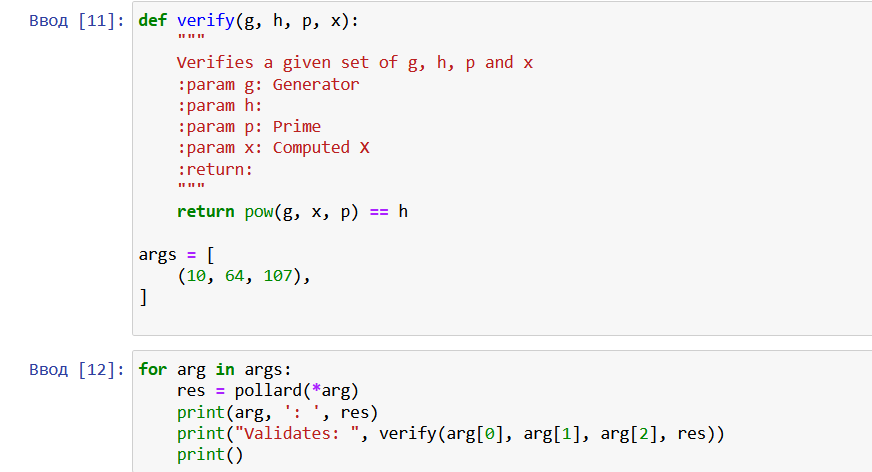 Ввод [11]: def verify(g, h, p, x):
    """
    Verifies a given set of g, h, p and x
    :param g: Generator
    :param h:
    :param p: Prime
    :param x: Computed X
    :return:
    """
    return pow(g, x, p) == h

args = [
    (10, 64, 107),
]

Ввод [12]: for arg in args:
    res = pollard(*arg)
    print(arg, ': ', res)
    print("Validates: ", verify(arg[0], arg[1], arg[2], res))
    print()